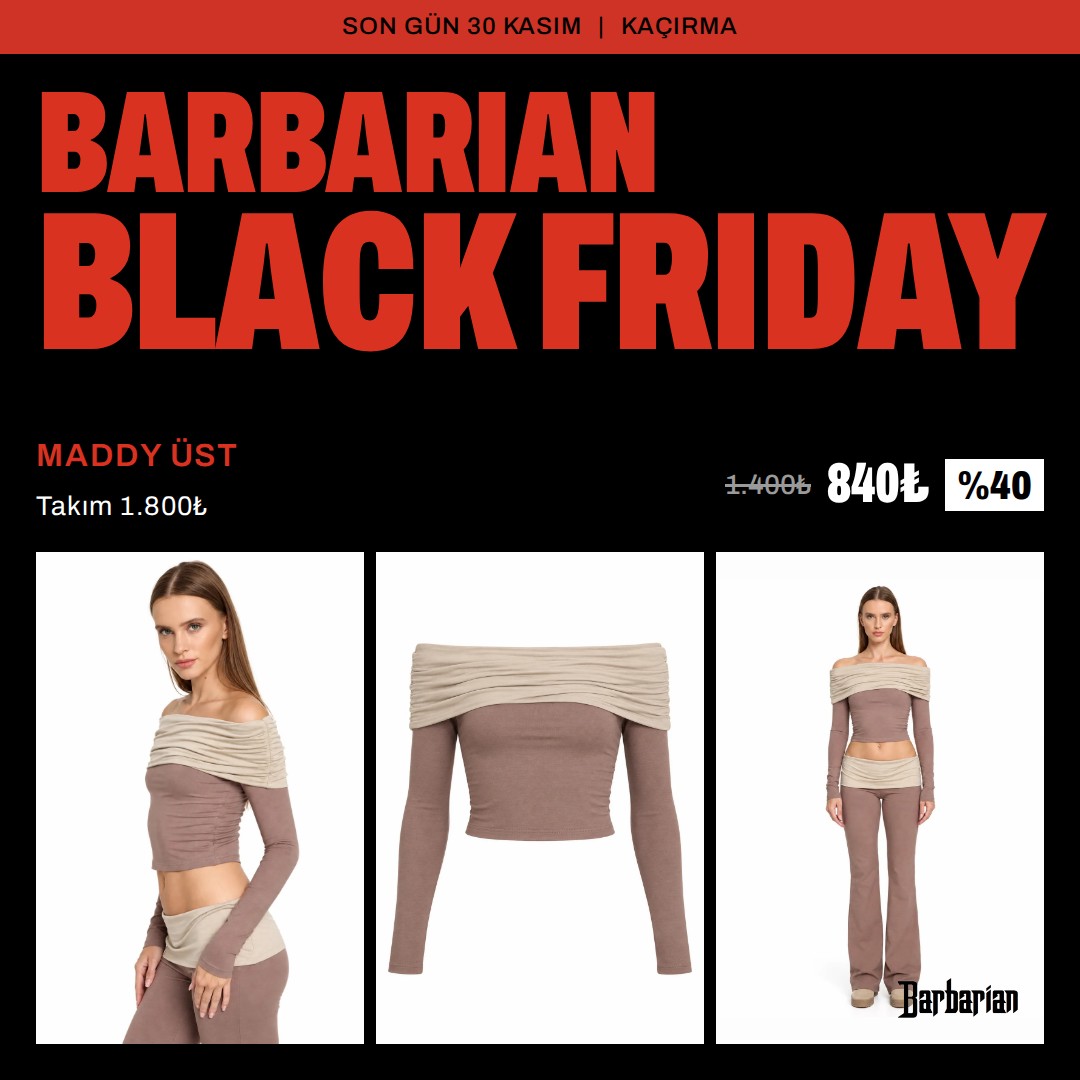 SON GÜN 30 KASIM | KAÇIRMA
BARBARIAN
BLACK FRIDAY
MADDY ÜST
Takım 1.800₺
1.400₺ 840₺ %40
Barbarian